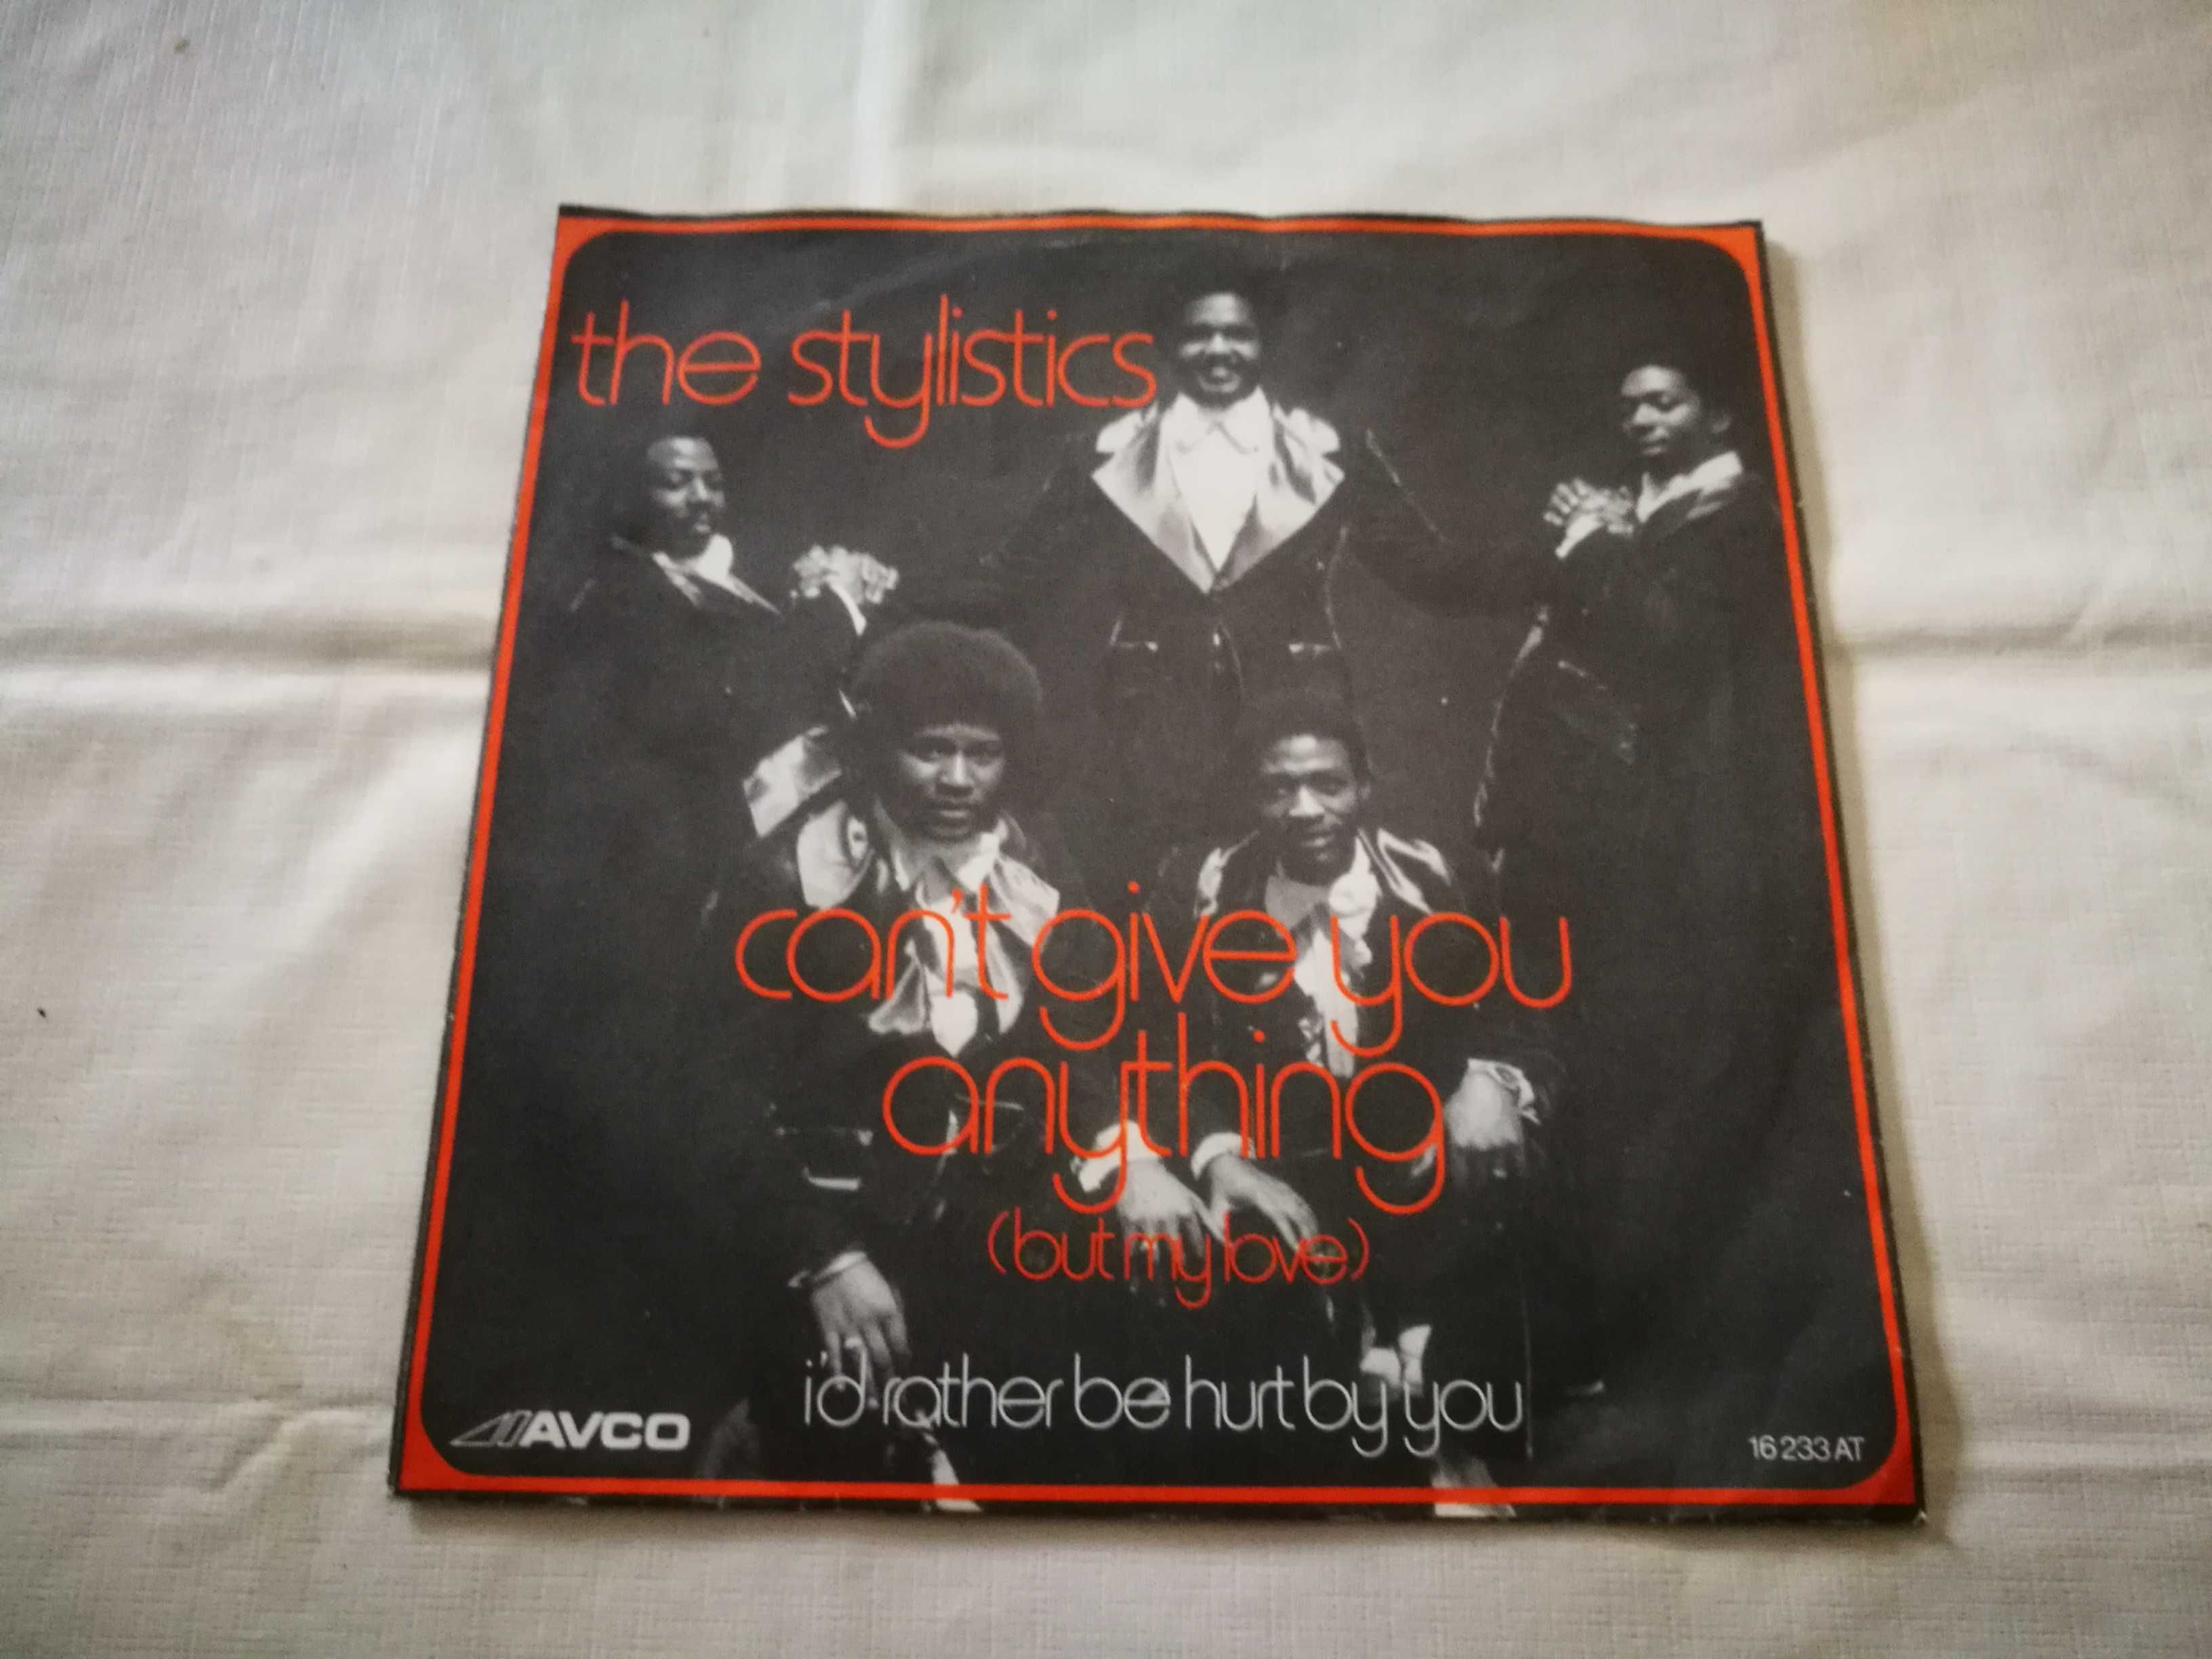 the stylistics
can't give you
anything
(but my love)
i'd rather be hurt by you
AVCO
16 233 AT